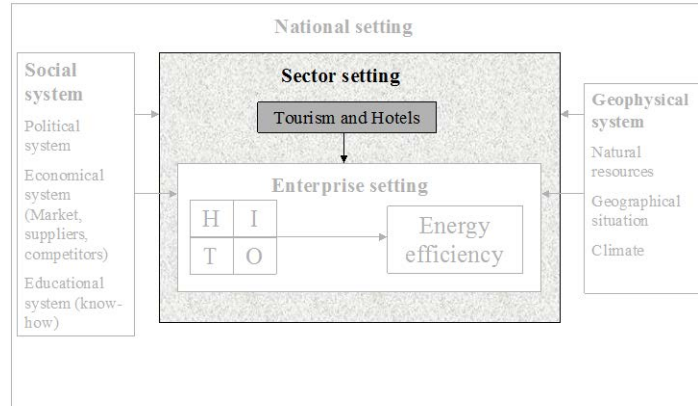 National setting
Social
system
Political
system
Economical
system
(Market,
suppliers,
competitors)
Educational
system (know-
how)
Sector setting
Tourism and Hotels
Enterprise setting
H I
T O
Energy
efficiency
Geophysical
system
Natural
resources
Geographical
situation
Climate